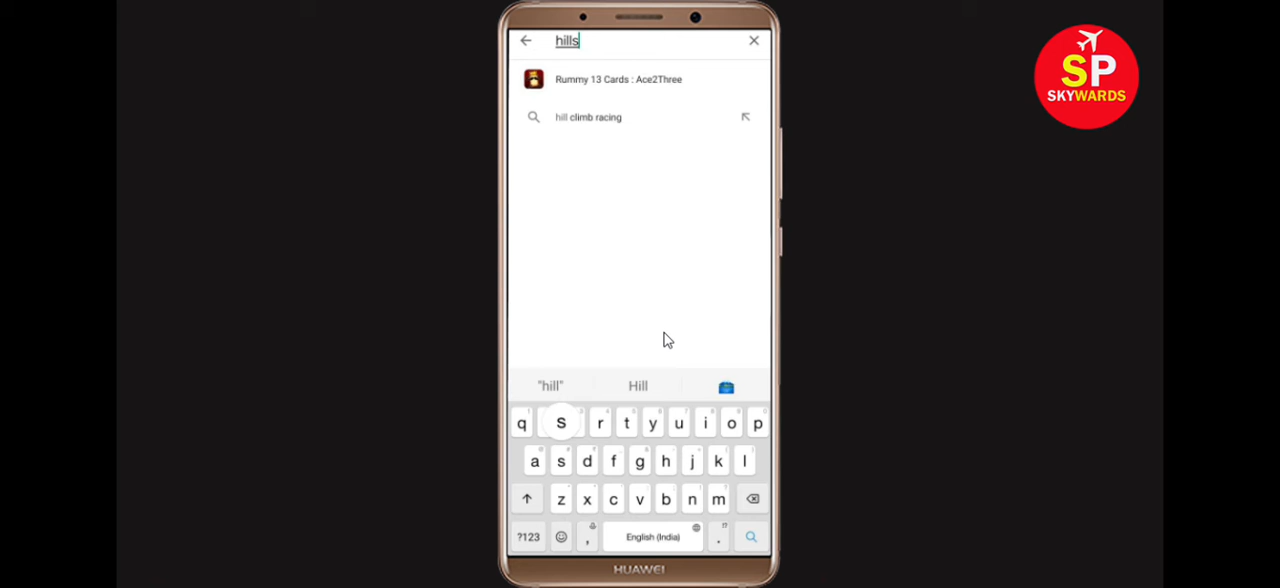 hills
Rummy 13 Cards : Ace2Three
hill climb racing
SP
SKYWARDS
"hill" Hill
q s r t y u i o p
a s d f g h j k l
z x c v b n m
?123 , English (India) .
HUAWEI